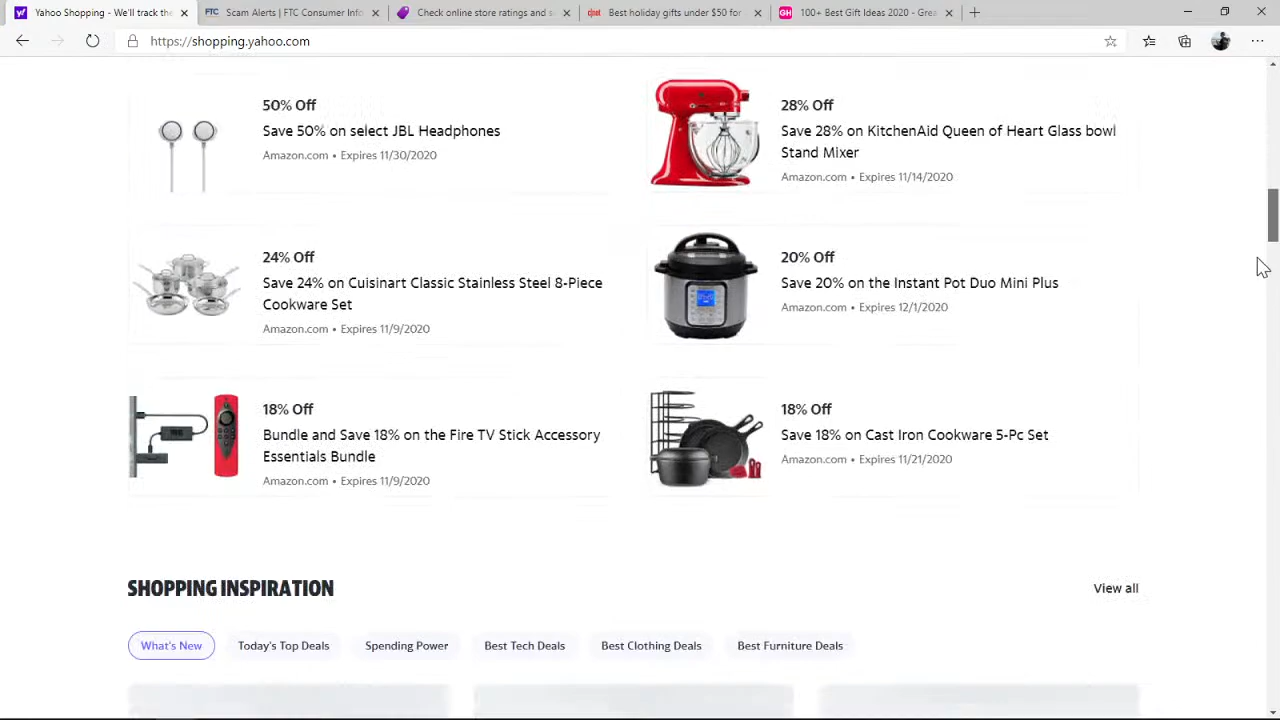 Yahoo Shopping - We'll track the
Scam Alerts | FTC Consumer Inf
Check out store ratings and s
Best holiday gifts under $50 for
GH
100+ Best Gift Ideas 2020 - Grea
https://shopping.yahoo.com
50% Off
Save 50% on select JBL Headphones
Amazon.com • Expires 11/30/2020
28% Off
Save 28% on KitchenAid Queen of Heart Glass bowl
Stand Mixer
Amazon.com • Expires 11/14/2020
24% Off
Save 24% on Cuisinart Classic Stainless Steel 8-Piece
Cookware Set
Amazon.com • Expires 11/9/2020
20% Off
Save 20% on the Instant Pot Duo Mini Plus
Amazon.com • Expires 12/1/2020
18% Off
Bundle and Save 18% on the Fire TV Stick Accessory
Essentials Bundle
Amazon.com • Expires 11/9/2020
18% Off
Save 18% on Cast Iron Cookware 5-Pc Set
Amazon.com • Expires 11/21/2020
SHOPPING INSPIRATION
View all
What's New
Today's Top Deals
Spending Power
Best Tech Deals
Best Clothing Deals
Best Furniture Deals